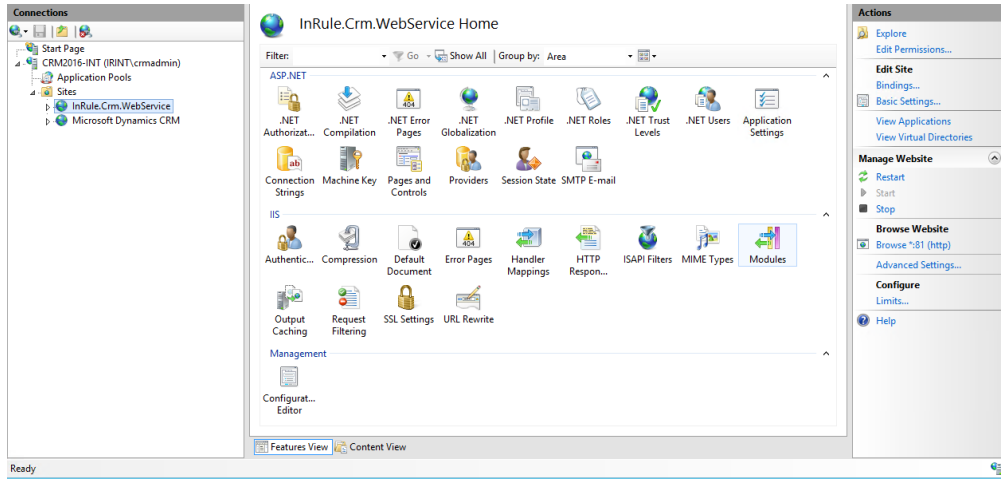 Connections
Start Page
CRM2016-INT (IRINT\crmadmin)
Application Pools
Sites
InRule.Crm.WebService
Microsoft Dynamics CRM
InRule.Crm.WebService Home
Filter: Go Show All Group by: Area
ASP.NET
.NET Authorizat...
.NET Compilation
.NET Error Pages
.NET Globalization
.NET Profile
.NET Roles
.NET Trust Levels
.NET Users
Application Settings
Connection Strings
Machine Key
Pages and Controls
Providers
Session State
SMTP E-mail
IIS
Authentic...
Compression
Default Document
Error Pages
Handler Mappings
HTTP Respon...
ISAPI Filters
MIME Types
Modules
Output Caching
Request Filtering
SSL Settings
URL Rewrite
Management
Configurat... Editor
Features View
Content View
Ready
Actions
Explore
Edit Permissions...
Edit Site
Bindings...
Basic Settings...
View Applications
View Virtual Directories
Manage Website
Restart
Start
Stop
Browse Website
Browse *:81 (http)
Advanced Settings...
Configure
Limits...
Help